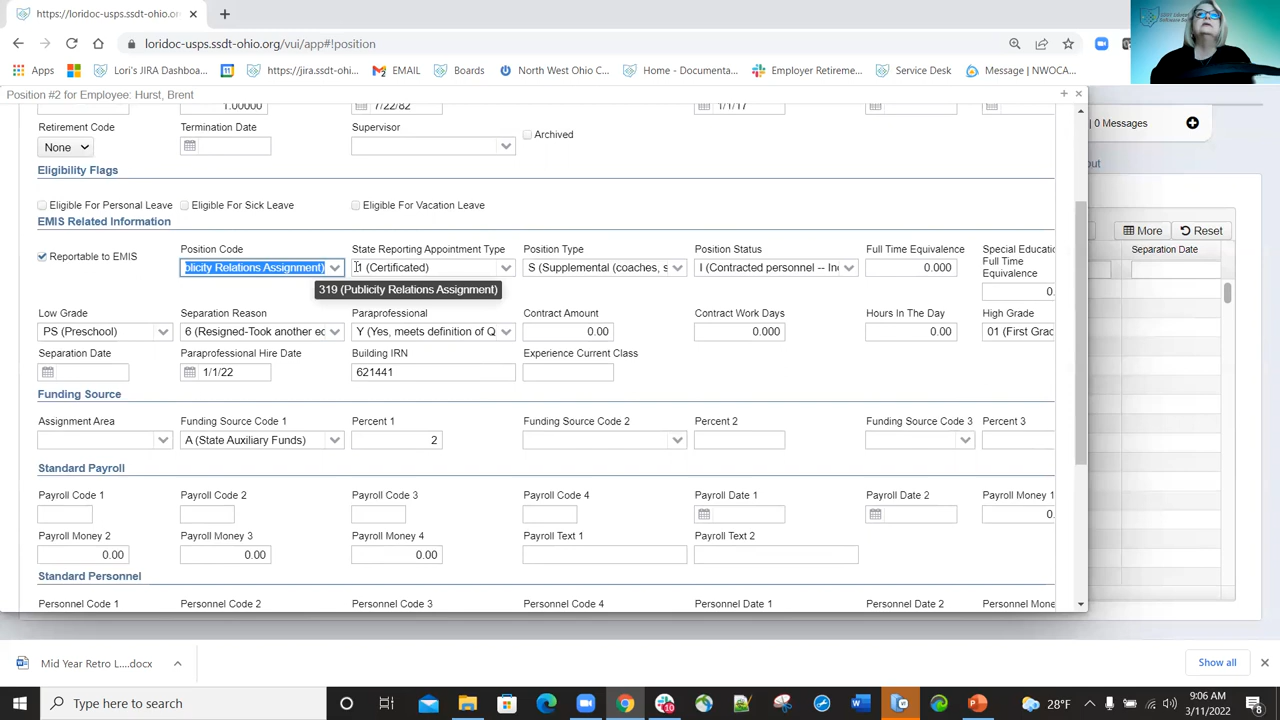 https://loridoc-usps.ssdt-ohio.org/
loridoc-usps.ssdt-ohio.org/vui/app#!position
Apps
Lori's JIRA Dashboa...
https://jira.ssdt-ohi...
EMAIL
Boards
North West Ohio C...
Home - Documenta...
Employer Retireme...
Service Desk
Message | NWOCA...
Position #2 for Employee: Hurst, Brent
1.00000
7/22/82
1/1/17
| 0 Messages
Retirement Code
Termination Date
Supervisor
Archived
None
out
Eligibility Flags
Eligible For Personal Leave
Eligible For Sick Leave
Eligible For Vacation Leave
EMIS Related Information
More
Reset
Reportable to EMIS
Position Code
State Reporting Appointment Type
Position Type
Position Status
Full Time Equivalence
Special Educatio
Full Time
Equivalence
Separation Date
olicity Relations Assignment)
1 (Certificated)
S (Supplemental (coaches, s
I (Contracted personnel -- In
0.000
319 (Publicity Relations Assignment)
0.
Low Grade
Separation Reason
Paraprofessional
Contract Amount
Contract Work Days
Hours In The Day
High Grade
PS (Preschool)
6 (Resigned-Took another ec
Y (Yes, meets definition of Q
0.00
0.000
0.00
01 (First Grad
Separation Date
Paraprofessional Hire Date
Building IRN
Experience Current Class
1/1/22
621441
Funding Source
Assignment Area
Funding Source Code 1
Percent 1
Funding Source Code 2
Percent 2
Funding Source Code 3
Percent 3
A (State Auxiliary Funds)
2
Standard Payroll
Payroll Code 1
Payroll Code 2
Payroll Code 3
Payroll Code 4
Payroll Date 1
Payroll Date 2
Payroll Money 1
0.
Payroll Money 2
Payroll Money 3
Payroll Money 4
Payroll Text 1
Payroll Text 2
0.00
0.00
0.00
Standard Personnel
Personnel Code 1
Personnel Code 2
Personnel Code 3
Personnel Code 4
Personnel Date 1
Personnel Date 2
Personnel Mone
Mid Year Retro L....docx
Show all
Type here to search
10
28°F
9:06 AM
3/11/2022
8